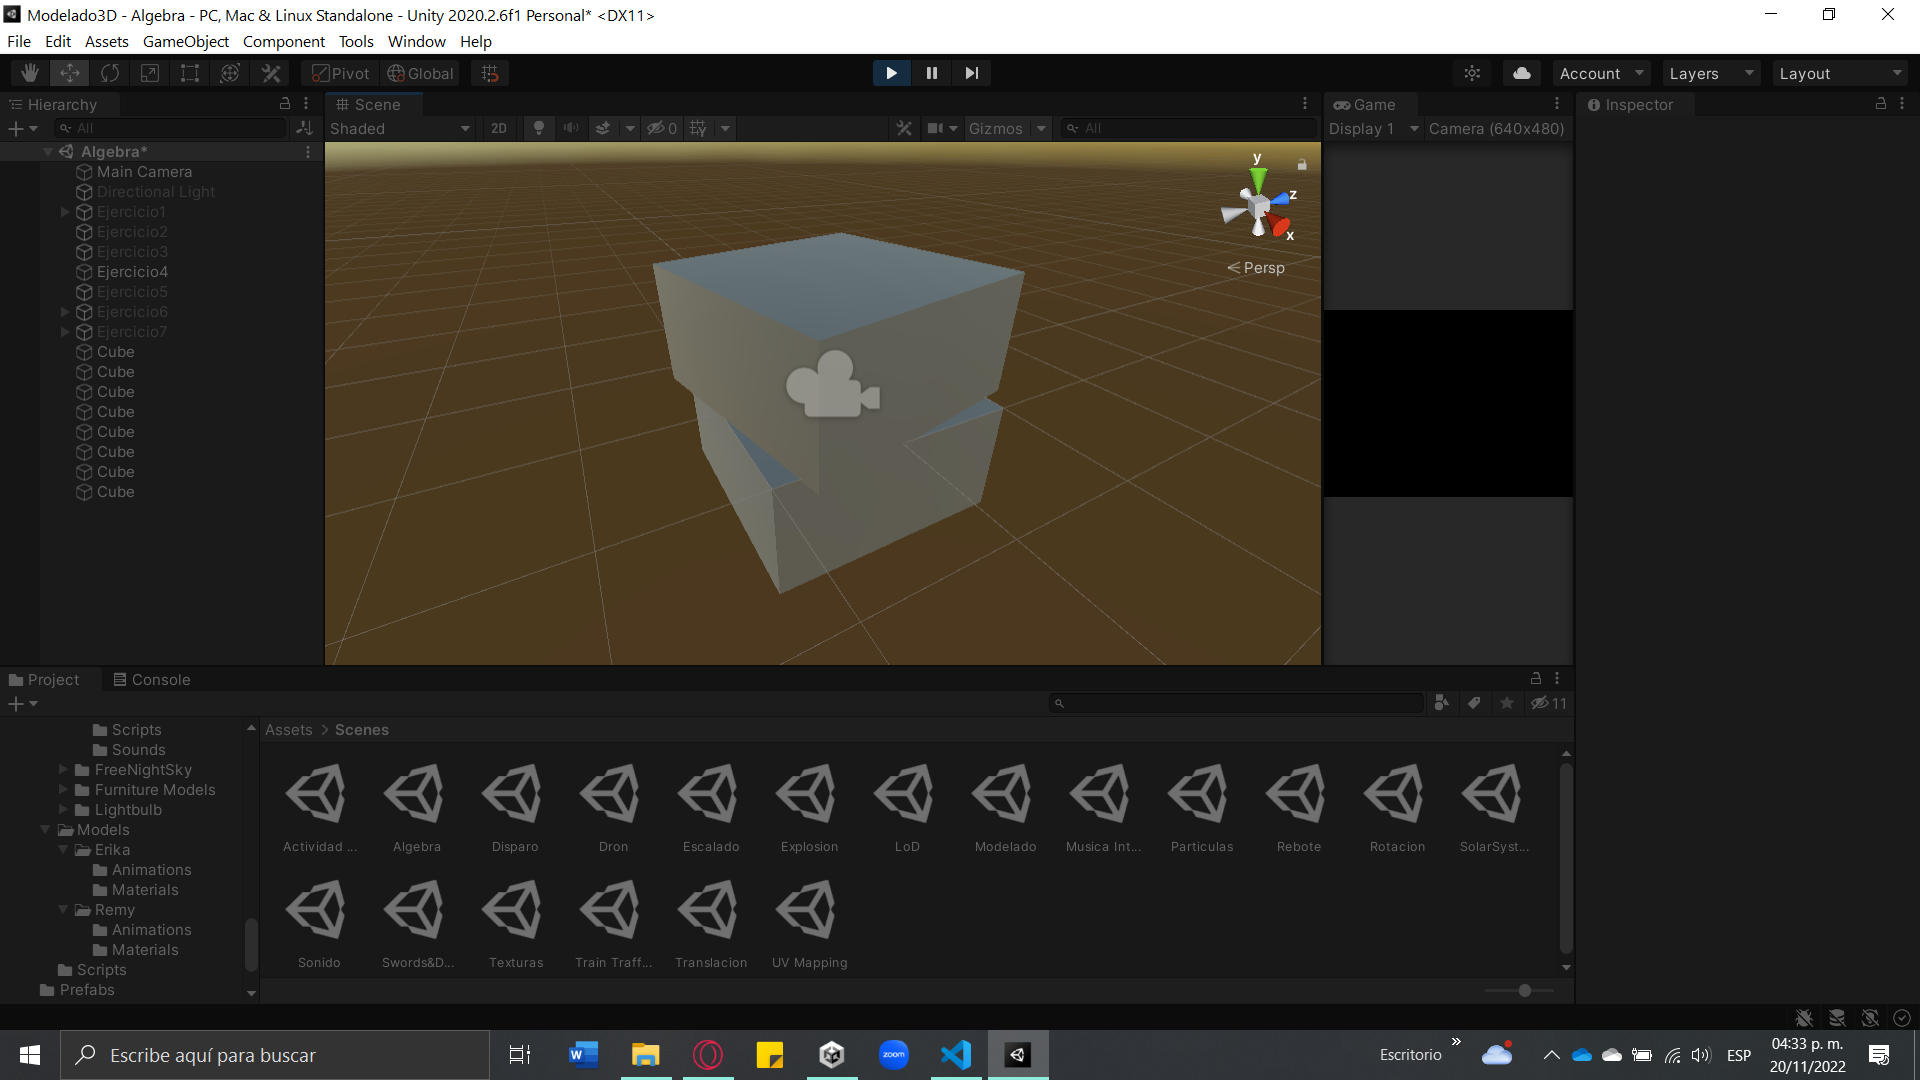 Modelado3D - Algebra - PC, Mac & Linux Standalone - Unity 2020.2.6f1 Personal* <DX11>
File Edit Assets GameObject Component Tools Window Help
Pivot Global Account Layers Layout
Hierarchy
All
Algebra*
Main Camera
Directional Light
Ejercicio1
Ejercicio2
Ejercicio3
Ejercicio4
Ejercicio5
Ejercicio6
Ejercicio7
Cube
Cube
Cube
Cube
Cube
Cube
Cube
Cube
Scene
Shaded 2D 0 Gizmos All
y
z
x
Persp
Game
Display 1 Camera (640x480)
Inspector
Project Console
11
Scripts
Sounds
FreeNightSky
Furniture Models
Lightbulb
Models
Erika
Animations
Materials
Remy
Animations
Materials
Scripts
Prefabs
Assets > Scenes
Actividad ... Algebra Disparo Dron Escalado Explosion LoD Modelado Musica Int... Particulas Rebote Rotacion SolarSyst...
Sonido Swords&D... Texturas Train Traff... Translacion UV Mapping
Escribe aquí para buscar
W
zoom
Escritorio
ESP
04:33 p. m.
20/11/2022